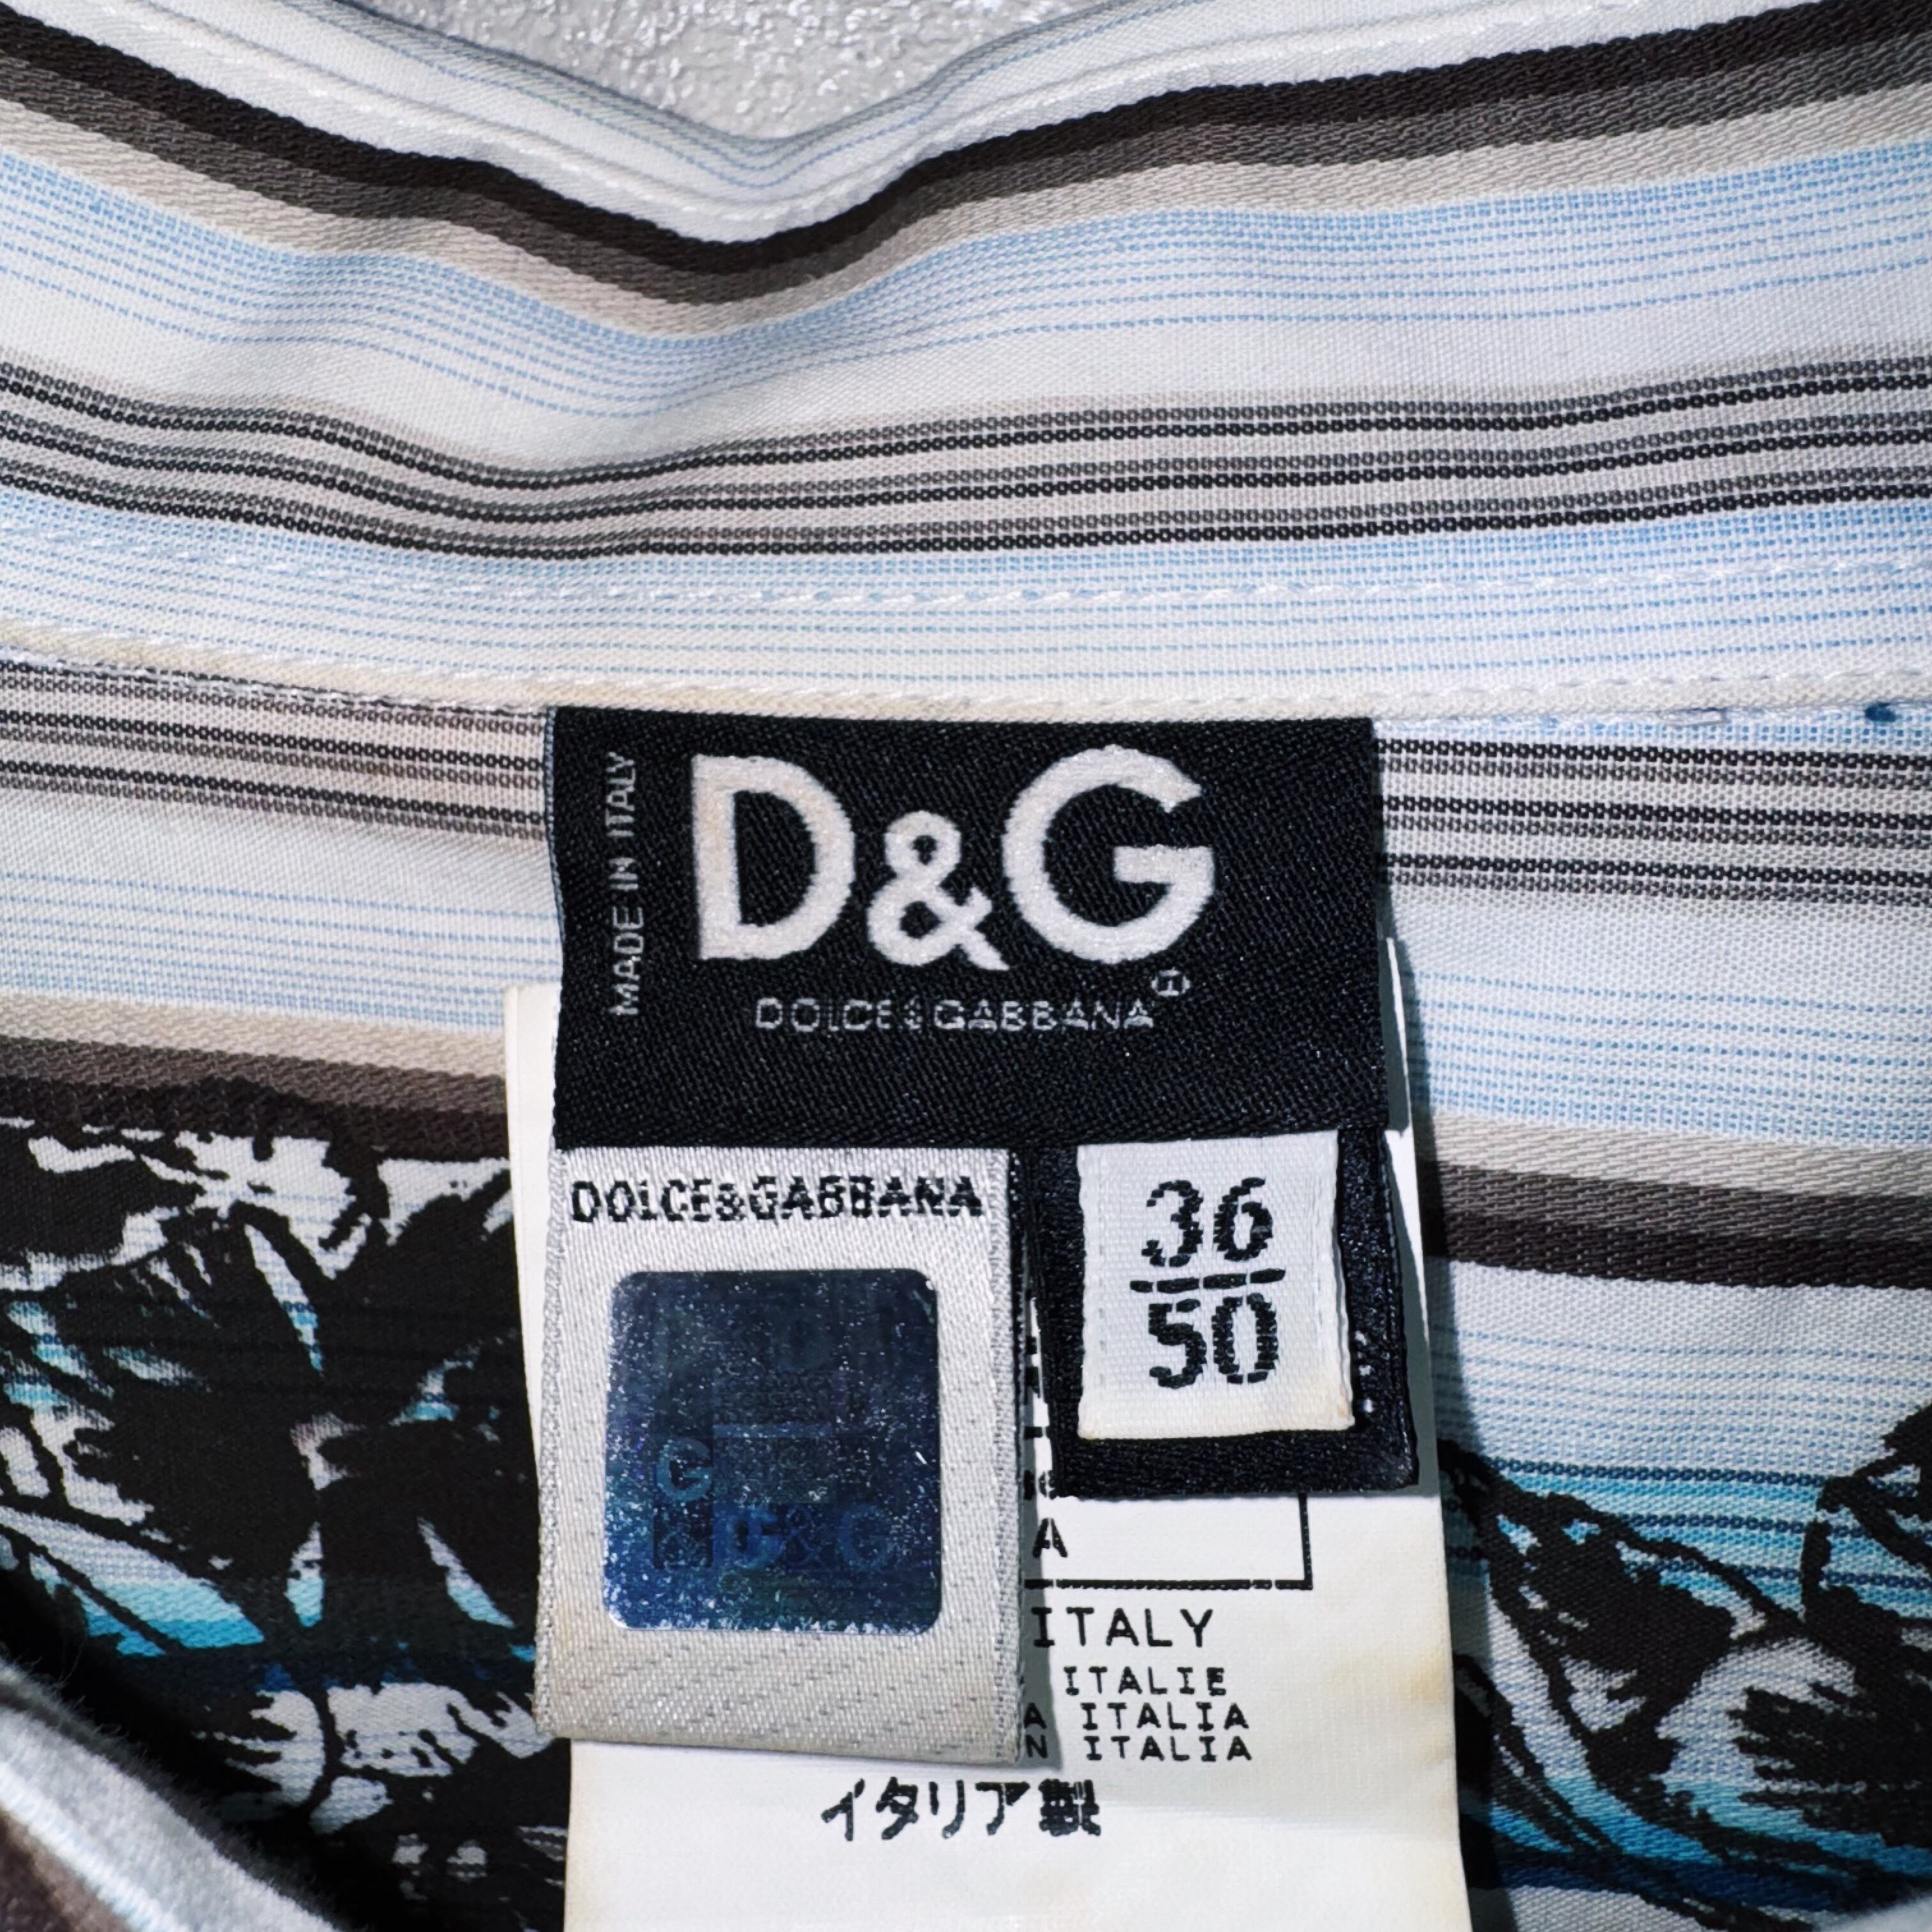 MADE IN ITALY
D&G
DOLCE&GABBANA
DOLCE&GABBANA
36
50
G
D&G
A
ITALY
ITALIE
A ITALIA
N ITALIA
イタリア製